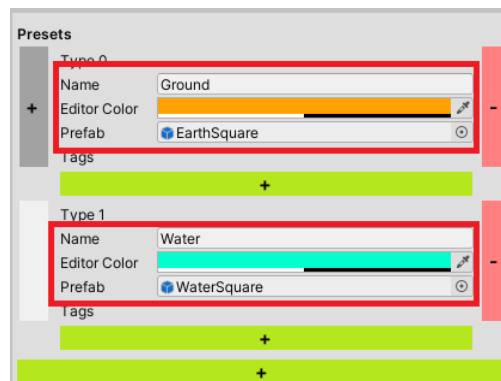 Presets
Type 0
Name Ground
+ Editor Color -
Prefab EarthSquare
Tags
+
Type 1
Name Water
Editor Color -
Prefab WaterSquare
Tags
+
+